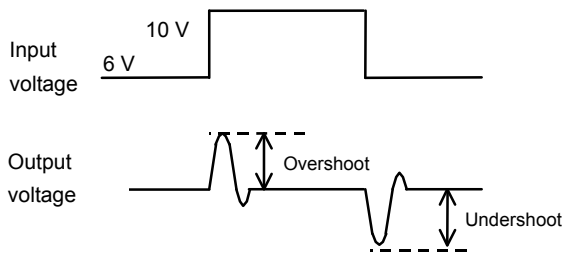 10 V
Input
voltage
6 V
Output
voltage
Overshoot
Undershoot